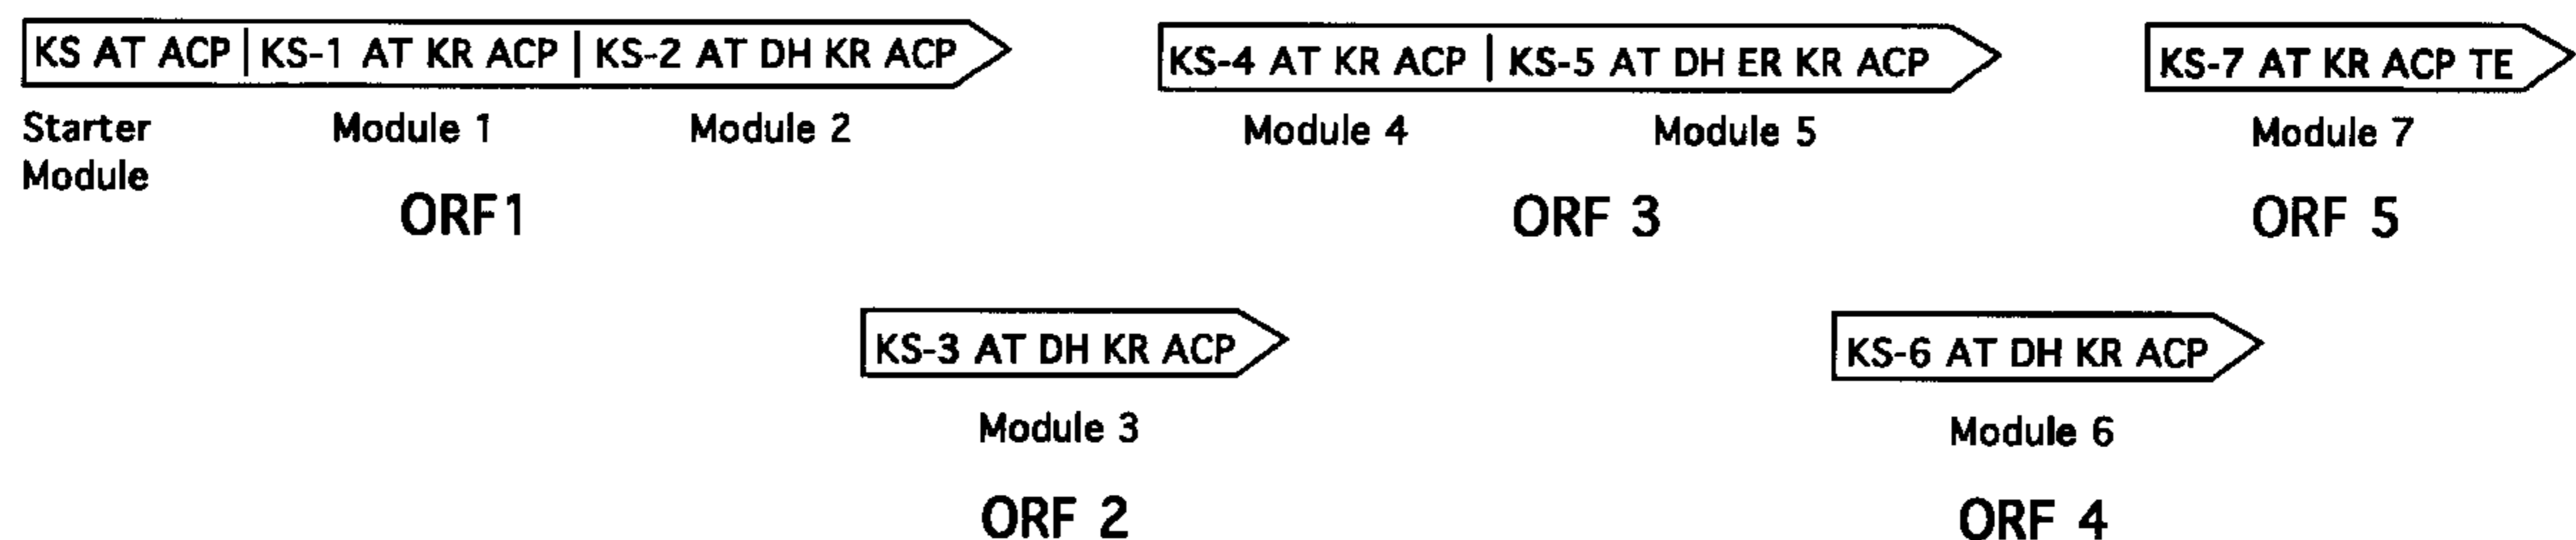 KS AT ACP | KS-1 AT KR ACP | KS-2 AT DH KR ACP
Starter
Module
Module 1
Module 2
ORF1
KS-4 AT KR ACP | KS-5 AT DH ER KR ACP
Module 4
Module 5
ORF 3
KS-7 AT KR ACP TE
Module 7
ORF 5
KS-3 AT DH KR ACP
Module 3
ORF 2
KS-6 AT DH KR ACP
Module 6
ORF 4